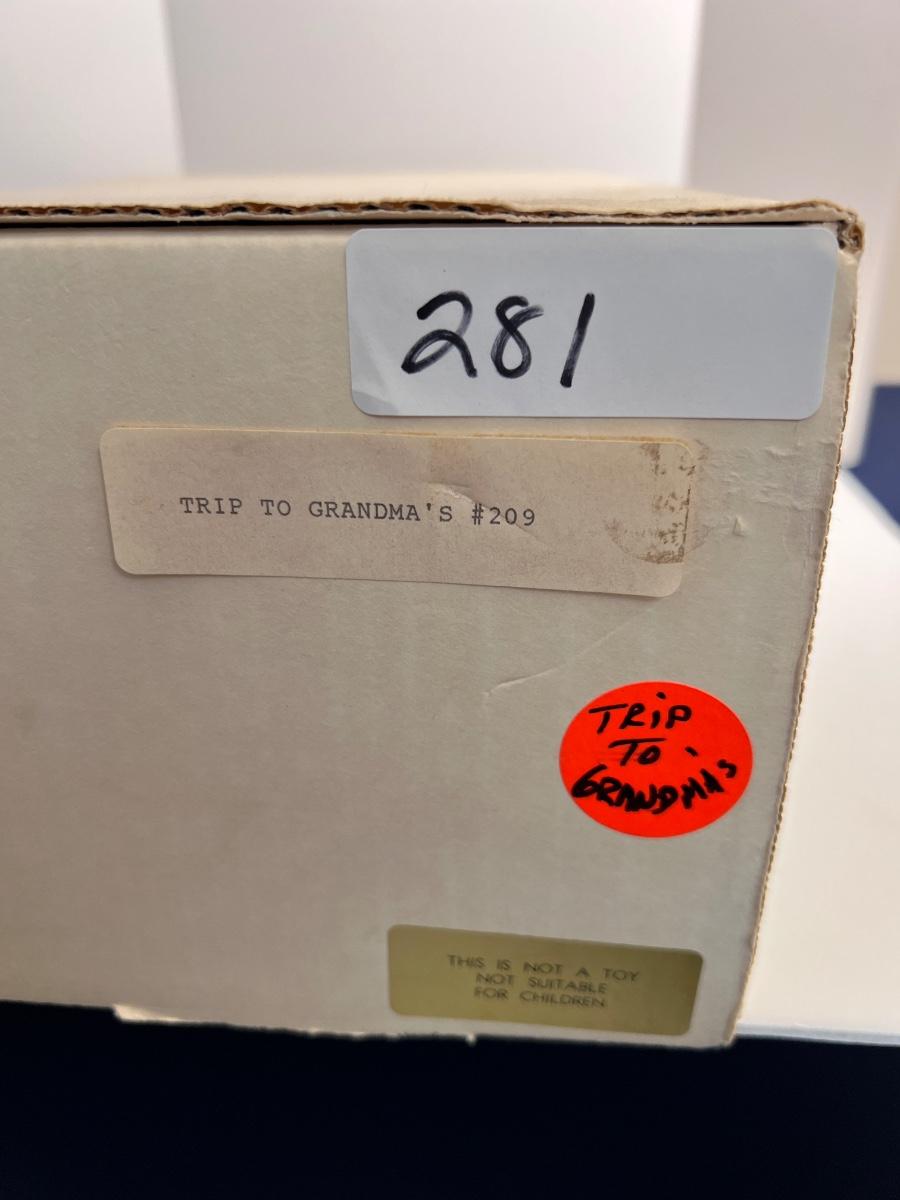 281
TRIP TO GRANDMA'S #209
TRIP
TO
GRANDMA'S
THIS IS NOT A TOY
NOT SUITABLE
FOR CHILDREN